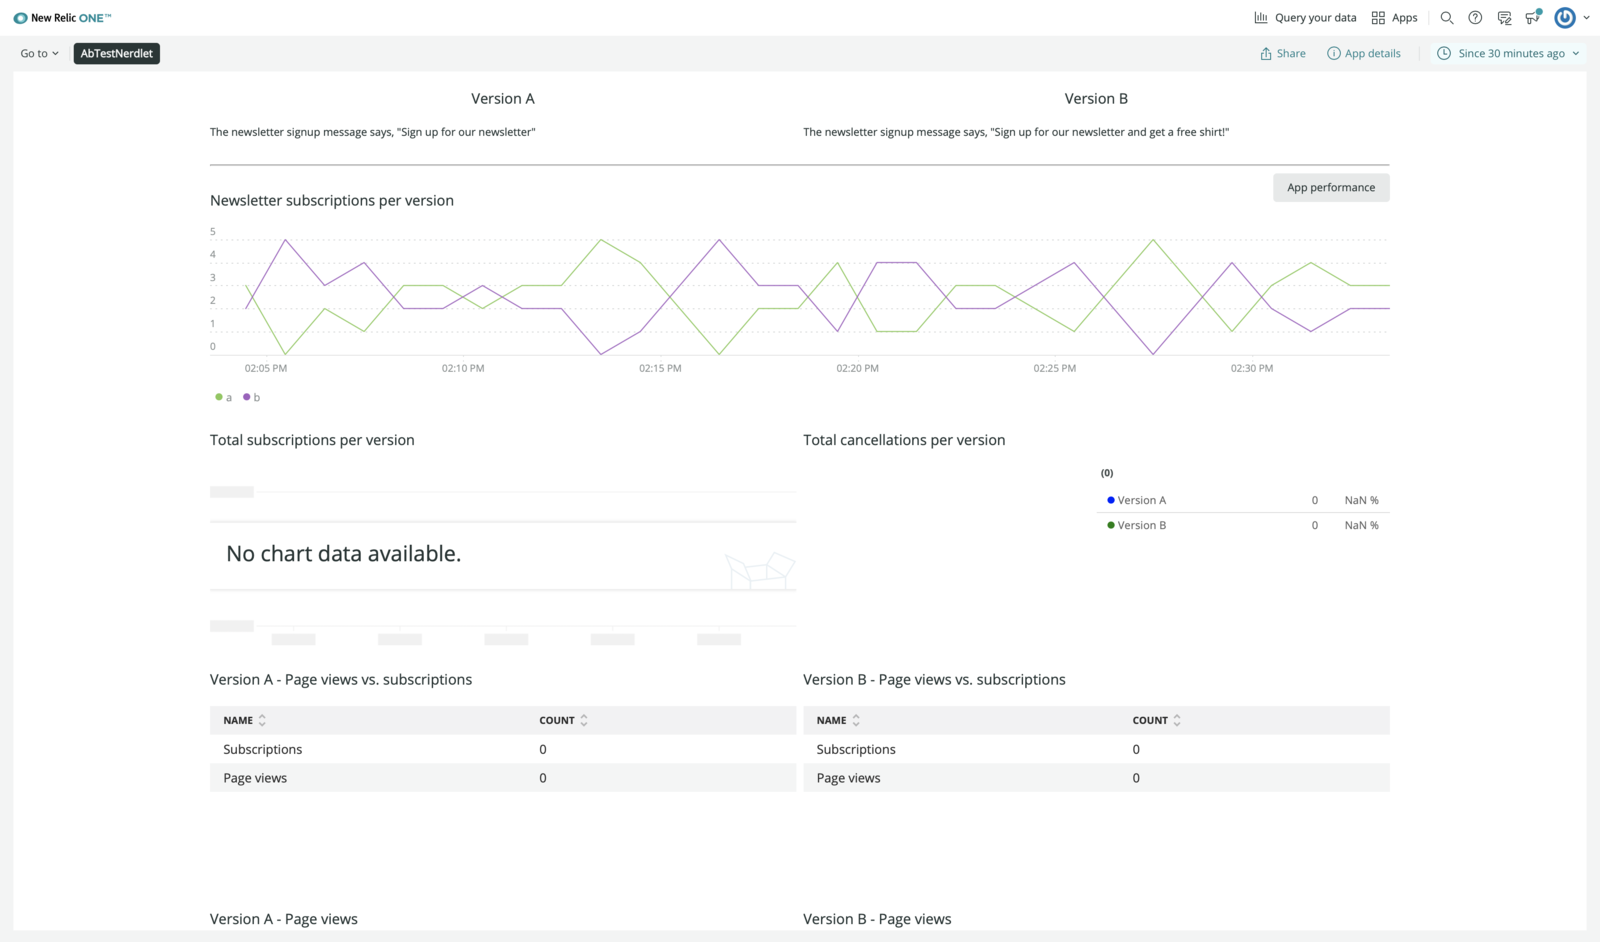 New Relic ONE™
Query your data
Apps
Go to
AbTestNerdlet
Share
App details
Since 30 minutes ago
Version A
Version B
The newsletter signup message says, "Sign up for our newsletter"
The newsletter signup message says, "Sign up for our newsletter and get a free shirt!"
App performance
Newsletter subscriptions per version
5
4
3
2
1
0
02:05 PM
02:10 PM
02:15 PM
02:20 PM
02:25 PM
02:30 PM
a
b
Total subscriptions per version
Total cancellations per version
No chart data available.
(0)
Version A 0 NaN %
Version B 0 NaN %
Version A - Page views vs. subscriptions
NAME COUNT
Subscriptions 0
Page views 0
Version B - Page views vs. subscriptions
NAME COUNT
Subscriptions 0
Page views 0
Version A - Page views
Version B - Page views